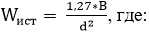 Wист = 1,27*B / d², где: